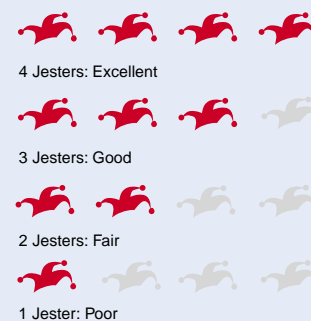 4 Jesters: Excellent
3 Jesters: Good
2 Jesters: Fair
1 Jester: Poor